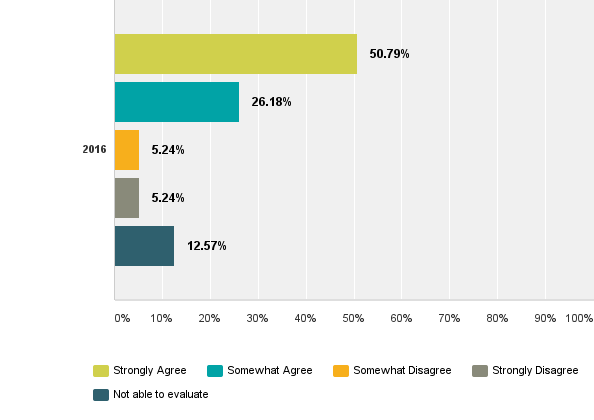 50.79%
26.18%
2016
5.24%
5.24%
12.57%
0% 10% 20% 30% 40% 50% 60% 70% 80% 90% 100%
Strongly Agree Somewhat Agree Somewhat Disagree Strongly Disagree
Not able to evaluate